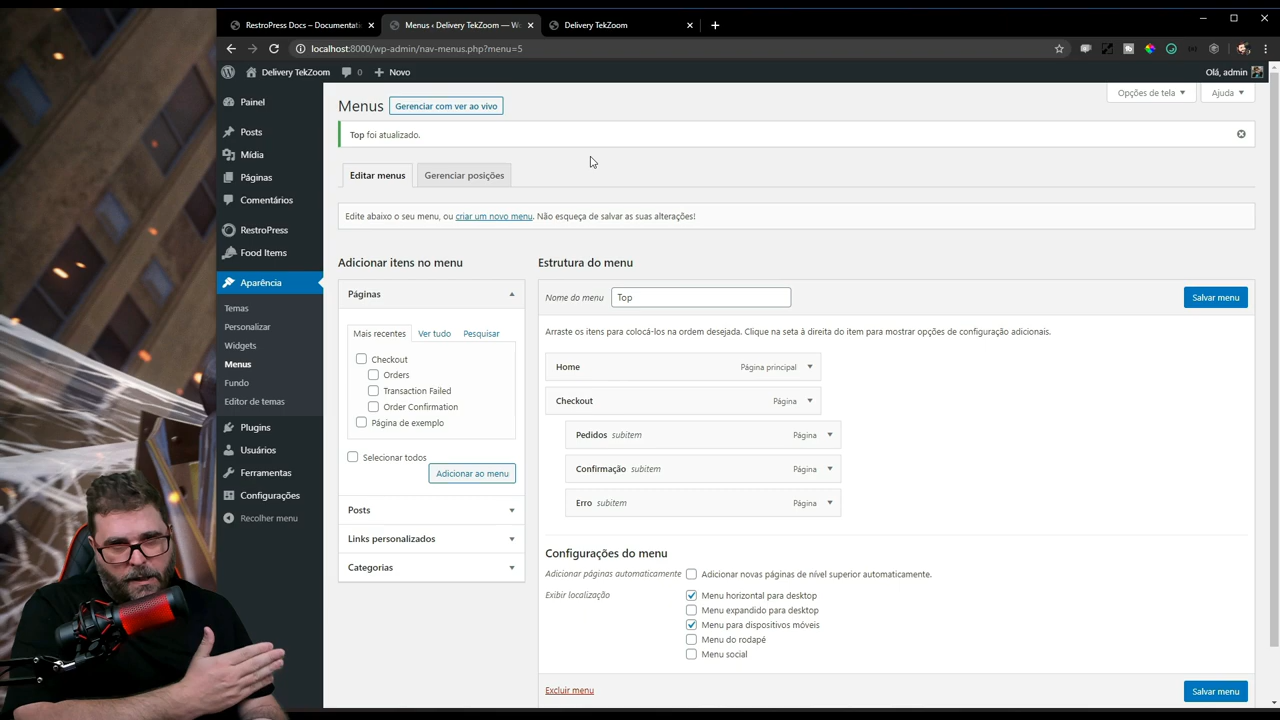 RestroPress Docs – Documentati
Menus ‹ Delivery TekZoom — Wo
Delivery TekZoom
localhost:8000/wp-admin/nav-menus.php?menu=5
Delivery TekZoom
0
Novo
Olá, admin
Painel
Posts
Mídia
Páginas
Comentários
RestroPress
Food Items
Aparência
Temas
Personalizar
Widgets
Menus
Fundo
Editor de temas
Plugins
Usuários
Ferramentas
Configurações
Recolher menu
Opções de tela
Ajuda
Menus
Gerenciar com ver ao vivo
Top foi atualizado.
Editar menus
Gerenciar posições
Edite abaixo o seu menu, ou criar um novo menu. Não esqueça de salvar as suas alterações!
Adicionar itens no menu
Páginas
Mais recentes
Ver tudo
Pesquisar
Checkout
Orders
Transaction Failed
Order Confirmation
Página de exemplo
Selecionar todos
Adicionar ao menu
Posts
Links personalizados
Categorias
Estrutura do menu
Nome do menu
Top
Salvar menu
Arraste os itens para colocá-los na ordem desejada. Clique na seta à direita do item para mostrar opções de configuração adicionais.
Home
Página principal
Checkout
Página
Pedidos subitem
Página
Confirmação subitem
Página
Erro subitem
Página
Configurações do menu
Adicionar páginas automaticamente
Adicionar novas páginas de nível superior automaticamente.
Exibir localização
Menu horizontal para desktop
Menu expandido para desktop
Menu para dispositivos móveis
Menu do rodapé
Menu social
Excluir menu
Salvar menu